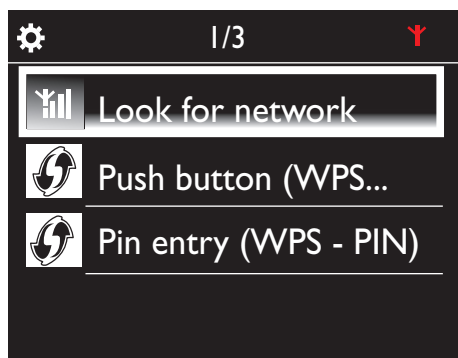 1/3
Look for network
Push button (WPS...
Pin entry (WPS - PIN)